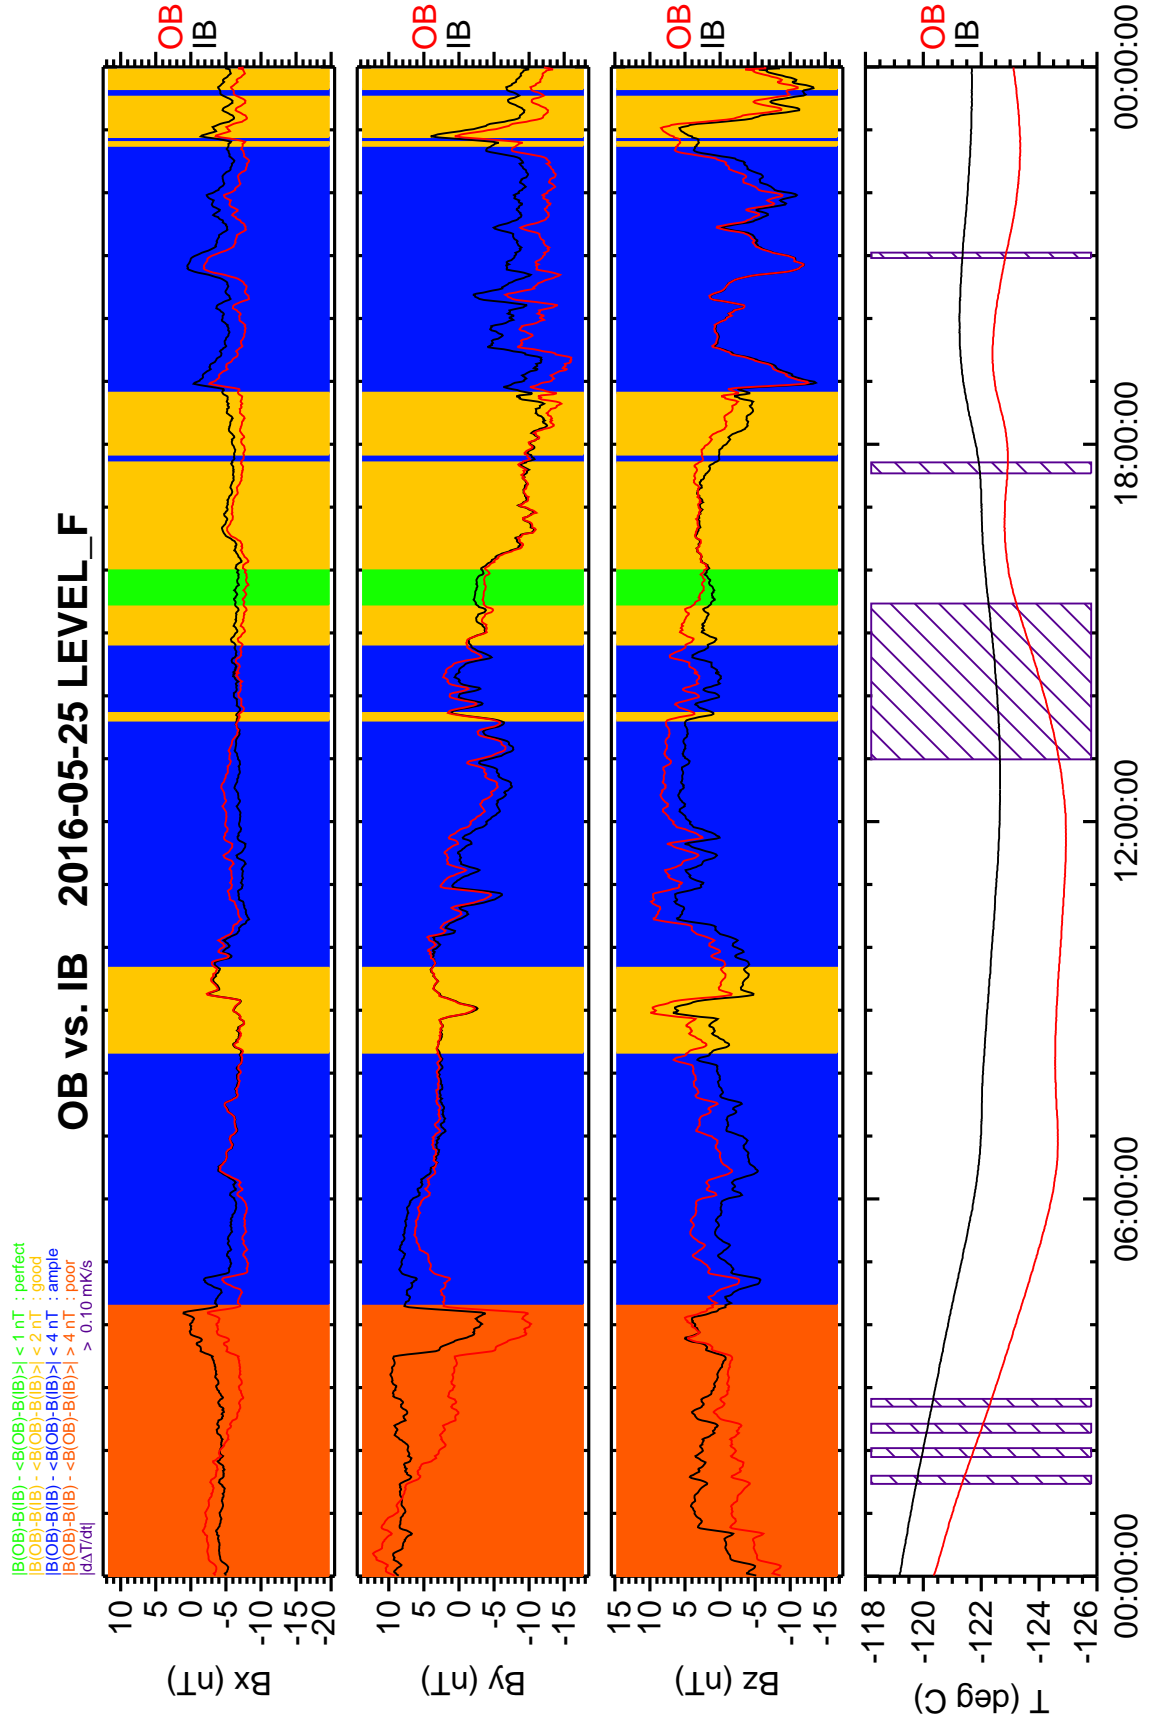 OB vs. IB 2016-05-25 LEVEL_F
|B(OB)-B(IB) - <B(OB)-B(IB)>| < 1 nT : perfect
|B(OB)-B(IB) - <B(OB)-B(IB)>| < 2 nT : good
|B(OB)-B(IB) - <B(OB)-B(IB)>| < 4 nT : ample
|B(OB)-B(IB) - <B(OB)-B(IB)>| > 4 nT : poor
|dΔT/dt| > 0.10 mK/s
Bx (nT)
10
5
0
-5
-10
-15
-20
OB
IB
By (nT)
10
5
0
-5
-10
-15
OB
IB
Bz (nT)
15
10
5
0
-5
-10
-15
OB
IB
T (deg C)
-118
-120
-122
-124
-126
OB
IB
00:00:00
06:00:00
12:00:00
18:00:00
00:00:00